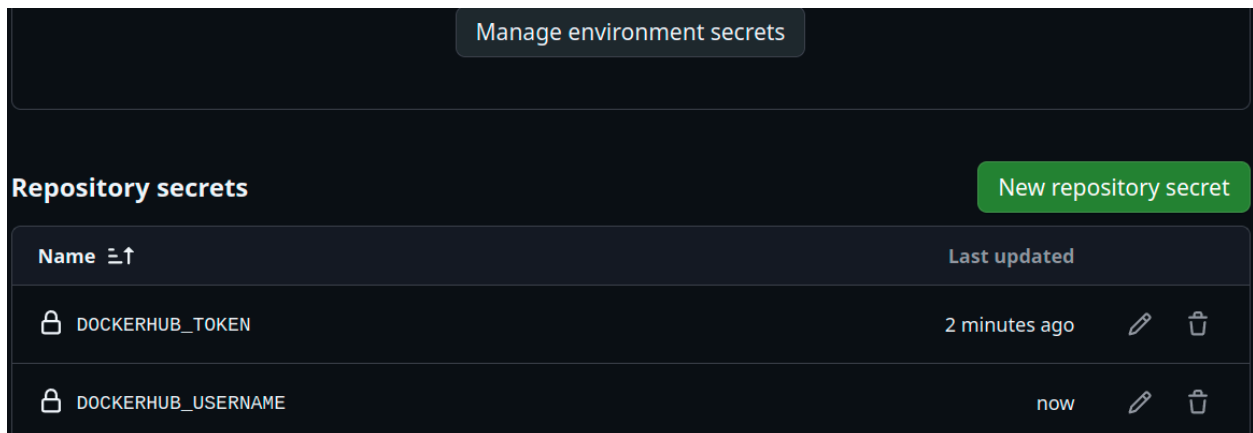 Manage environment secrets
Repository secrets
New repository secret
Name
Last updated
DOCKERHUB_TOKEN
2 minutes ago
DOCKERHUB_USERNAME
now